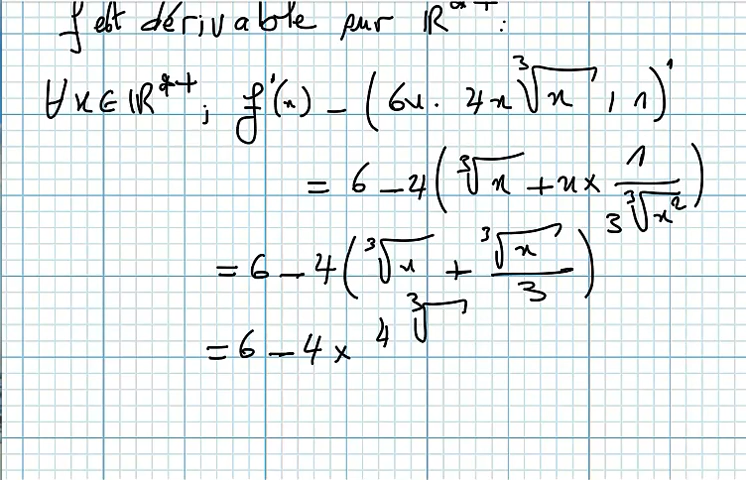 f est dérivable sur ℝ*+ :
∀x∈ℝ*+ ; f'(x) = (6x - 4x ∛x + 1)'
= 6 - 4(∛x + x × 1/(3∛x²))
= 6 - 4(∛x + ∛x/3)
= 6 - 4 × 4∛